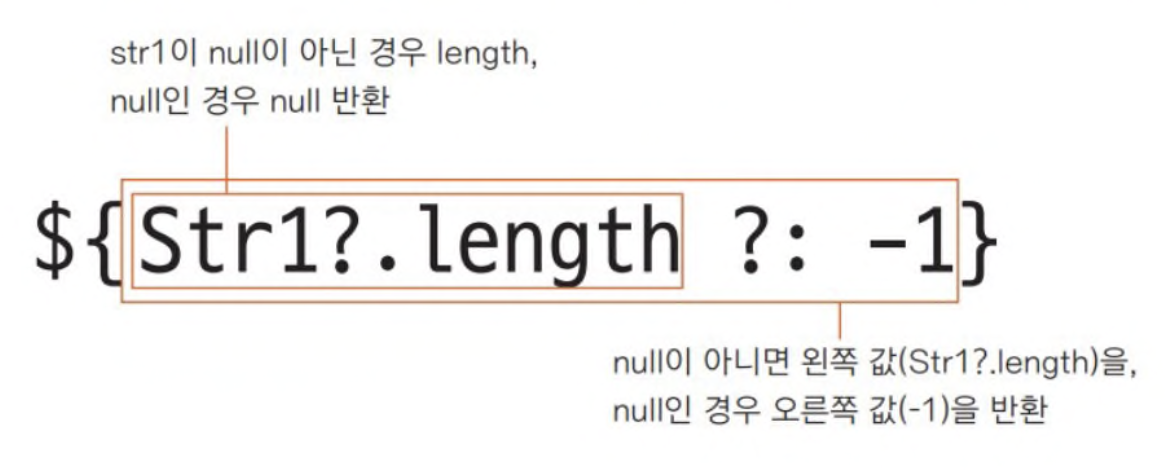 str1이 null이 아닌 경우 length,
null인 경우 null 반환
${Str1?.length ?: -1}
null이 아니면 왼쪽 값(Str1?.length)을,
null인 경우 오른쪽 값(-1)을 반환